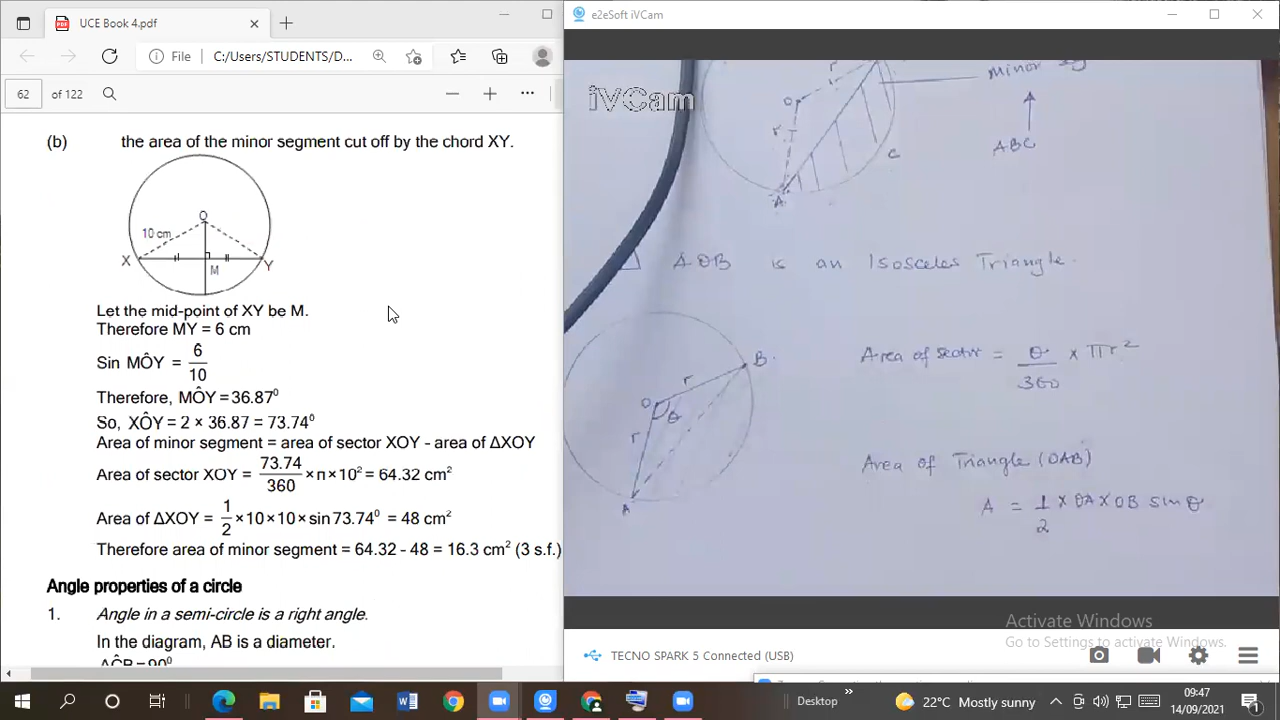 UCE Book 4.pdf
File
C:/Users/STUDENTS/D...
62 of 122
(b) the area of the minor segment cut off by the chord XY.
O
10 cm
X
M
Y
Let the mid-point of XY be M.
Therefore MY = 6 cm
Sin MÔY = 6/10
Therefore, MÔY = 36.87⁰
So, XÔY = 2 × 36.87 = 73.74⁰
Area of minor segment = area of sector XOY - area of ΔXOY
Area of sector XOY = 73.74/360 × п × 10² = 64.32 cm²
Area of ΔXOY = 1/2 × 10 × 10 × sin 73.74⁰ = 48 cm²
Therefore area of minor segment = 64.32 - 48 = 16.3 cm² (3 s.f.)
Angle properties of a circle
1. Angle in a semi-circle is a right angle.
In the diagram, AB is a diameter.
AĈB = 90⁰
e2eSoft iVCam
iVCam
r
O
r
A
C
Minor
ABC
Δ AOB is an Isosceles Triangle.
B
r
O
θ
r
A
Area of sector = θ/360 × πr²
Area of Triangle (OAB)
A = 1/2 × OA × OB sin θ
Activate Windows
Go to Settings to activate Windows.
TECNO SPARK 5 Connected (USB)
Desktop
22°C Mostly sunny
09:47
14/09/2021
1